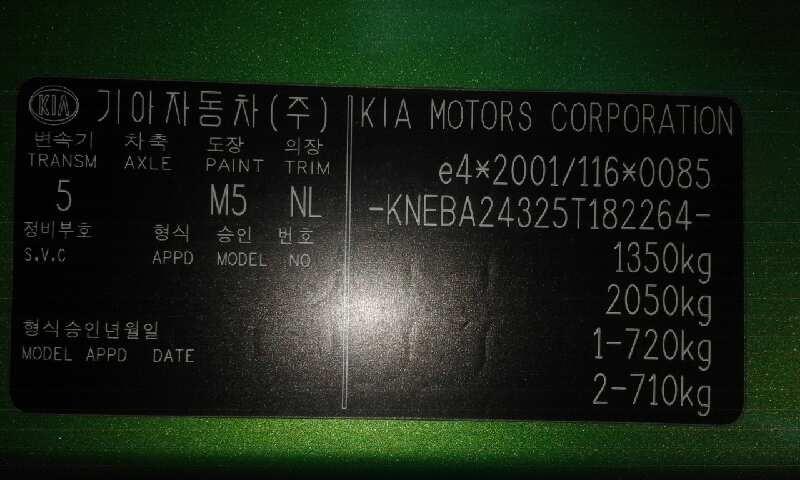 KIA 기아자동차(주)
변속기 차축 도장 의장
TRANSM AXLE PAINT TRIM
5 M5 NL
정비부호 형식 승인 번호
S.V.C APPD MODEL NO
형식승인년월일
MODEL APPD DATE
KIA MOTORS CORPORATION
e4*2001/116*0085
-KNEBA24325T182264-
1350kg
2050kg
1-720kg
2-710kg